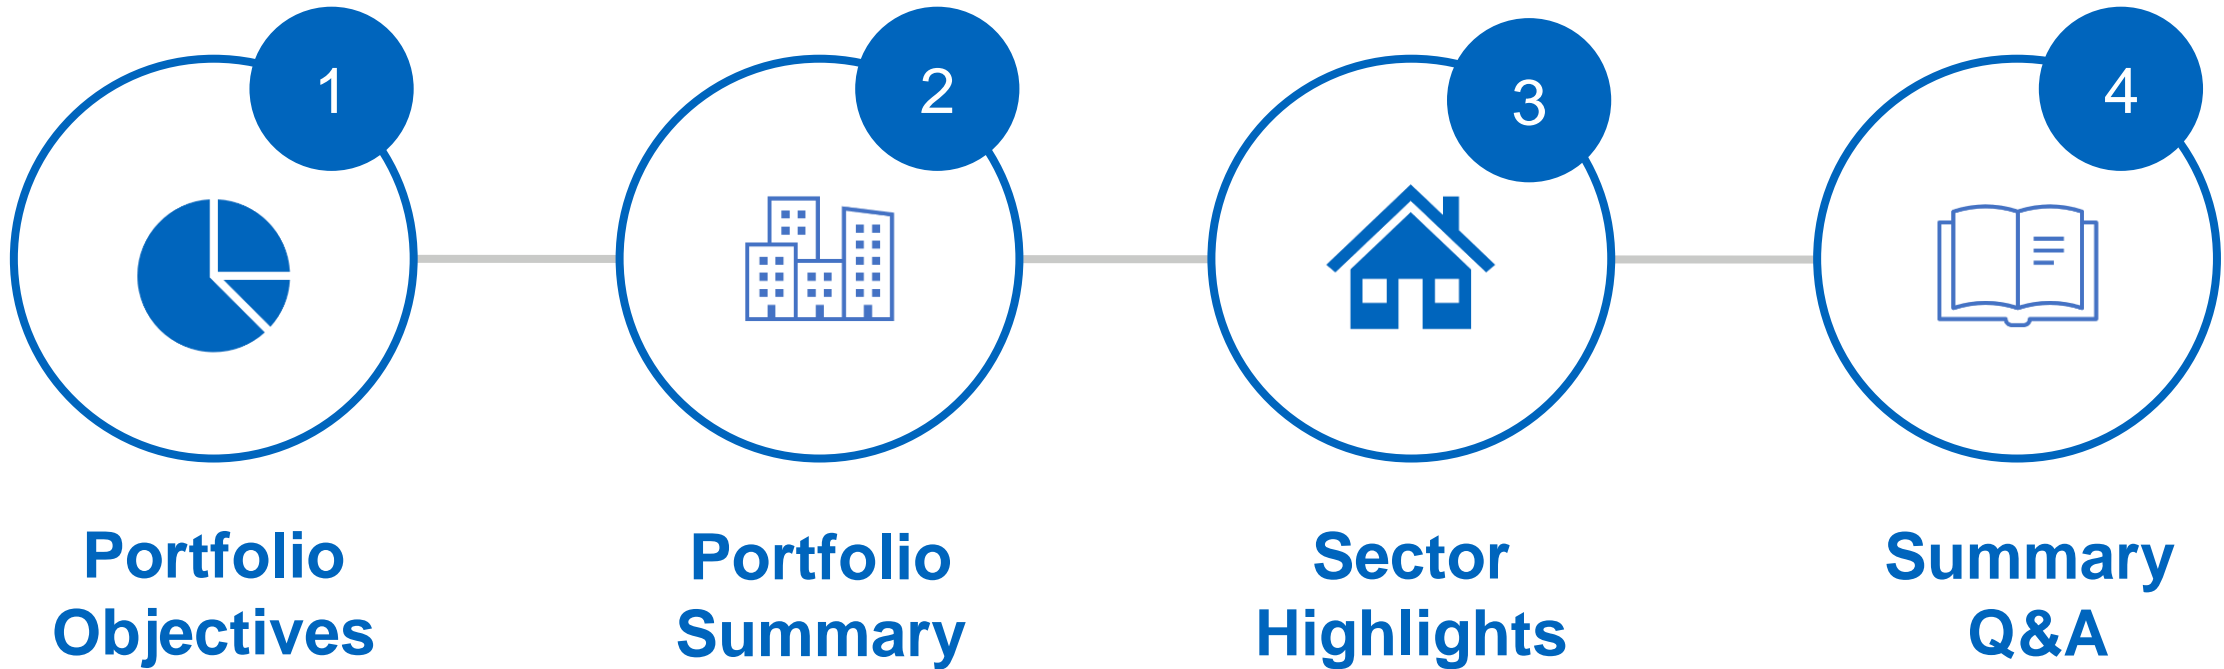 1
2
3
4
Portfolio
Objectives
Portfolio
Summary
Sector
Highlights
Summary
Q&A